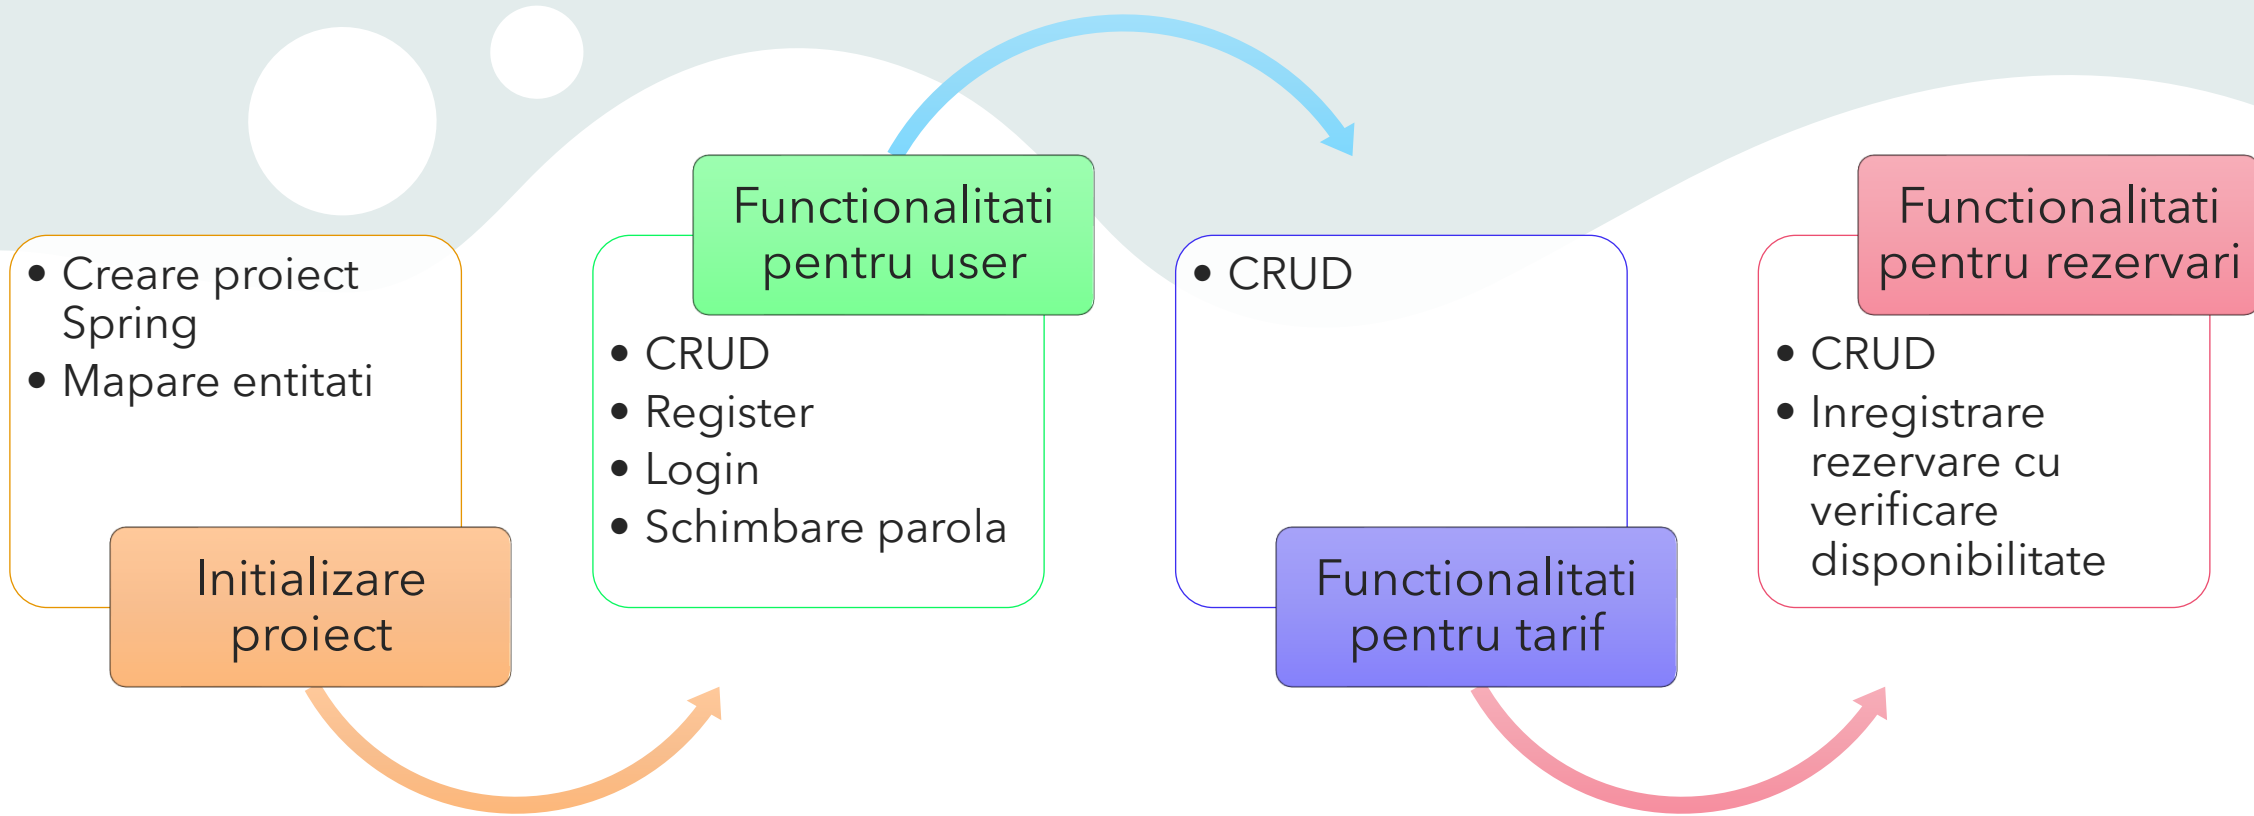 • Creare proiect
Spring
• Mapare entitati
Initializare
proiect
Functionalitati
pentru user
• CRUD
• Register
• Login
• Schimbare parola
• CRUD
Functionalitati
pentru tarif
Functionalitati
pentru rezervari
• CRUD
• Inregistrare
rezervare cu
verificare
disponibilitate